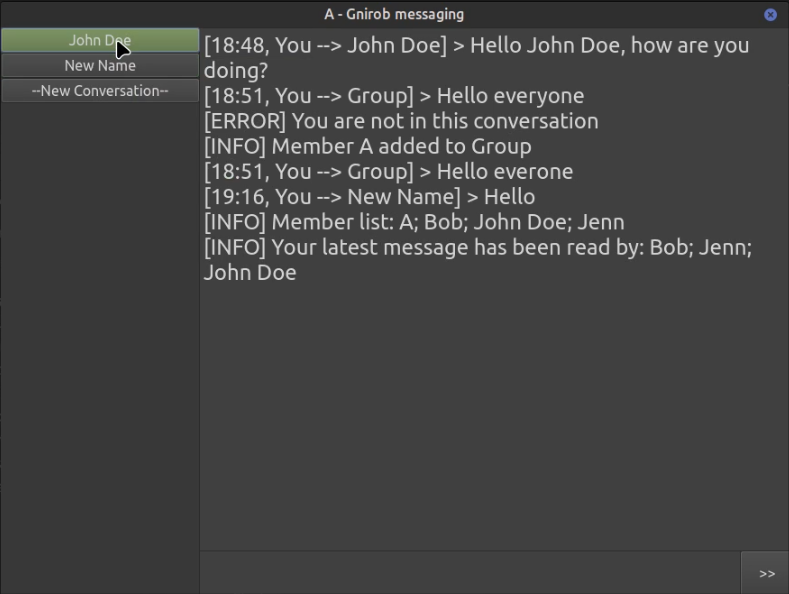 A - Gnirob messaging
John Doe
New Name
--New Conversation--
[18:48, You --> John Doe] > Hello John Doe, how are you
doing?
[18:51, You --> Group] > Hello everyone
[ERROR] You are not in this conversation
[INFO] Member A added to Group
[18:51, You --> Group] > Hello everone
[19:16, You --> New Name] > Hello
[INFO] Member list: A; Bob; John Doe; Jenn
[INFO] Your latest message has been read by: Bob; Jenn;
John Doe
>>